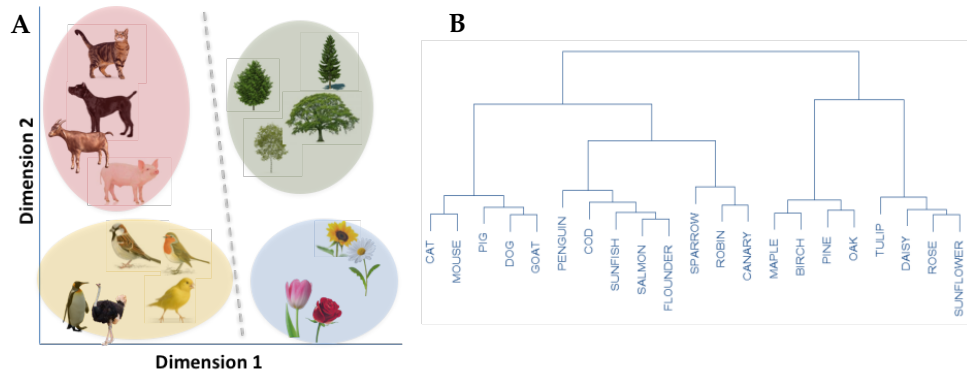 A
B
Dimension 2
Dimension 1
CAT
MOUSE
PIG
DOG
GOAT
PENGUIN
COD
SUNFISH
SALMON
FLOUNDER
SPARROW
ROBIN
CANARY
MAPLE
BIRCH
PINE
OAK
TULIP
DAISY
ROSE
SUNFLOWER